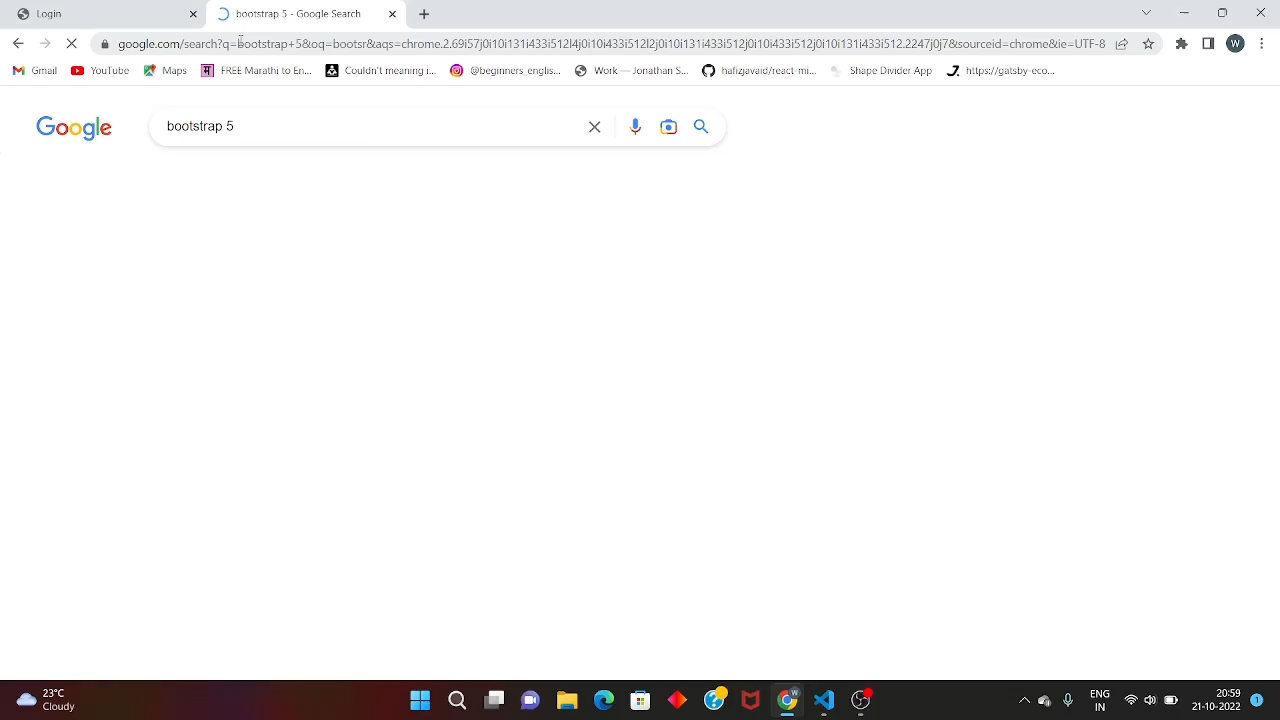 Login
bootstrap 5 - Google Search
google.com/search?q=bootstrap+5&oq=bootsr&aqs=chrome.2.69i57j0i10i131i433i512l4j0i10i433i512l2j0i10i131i433i512j0i10i433i512j0i10i131i433i512.2247j0j7&sourceid=chrome&ie=UTF-8
W
Gmail
YouTube
Maps
FREE Marathi to En...
Couldn't meaning i...
@beginners_englis...
Work — Jonathan S...
hafizjavaid/react-mi...
Shape Divider App
https://gatsby-eco...
Google
bootstrap 5
23°C
Cloudy
W
ENG
IN
20:59
21-10-2022
1